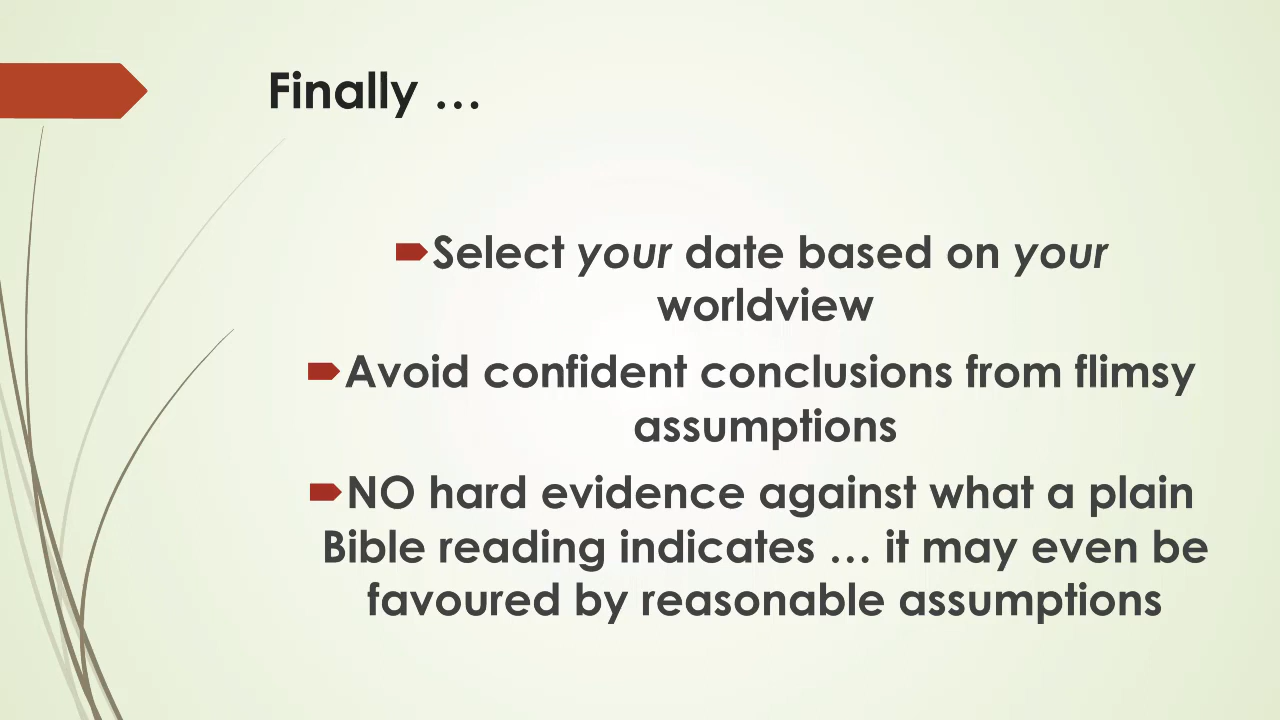 Finally …
Select your date based on your
worldview
Avoid confident conclusions from flimsy
assumptions
NO hard evidence against what a plain
Bible reading indicates … it may even be
favoured by reasonable assumptions